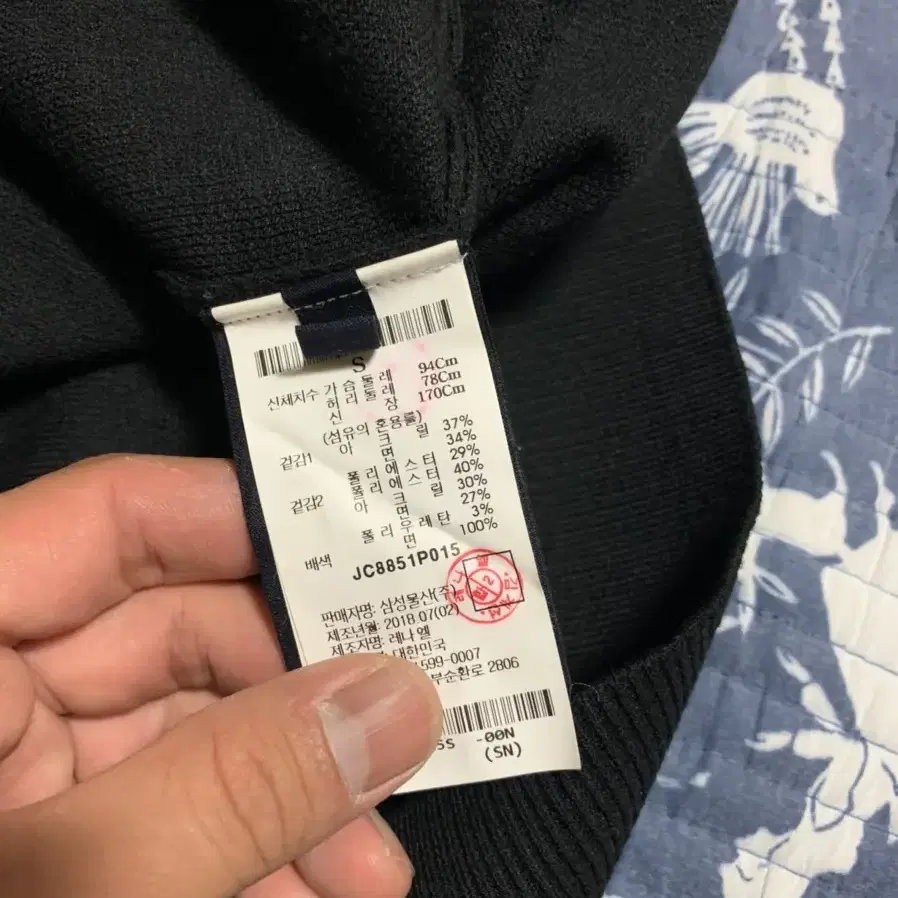 S
신체치수 가슴둘레 94Cm
허리둘레 78Cm
신장 170Cm
(섬유의 혼용률)
겉감1 아크릴 37%
면 34%
폴리에스터 29%
겉감2 폴리에스터 40%
아크릴 30%
면 27%
폴리우레탄 3%
배색 면 100%
JC8851P015
판매자명: 삼성물산(주)
제조년월: 2018.07(02)
제조자명: 레나엘
대한민국
599-0007
부순환로 2806
SS -00N
(SN)